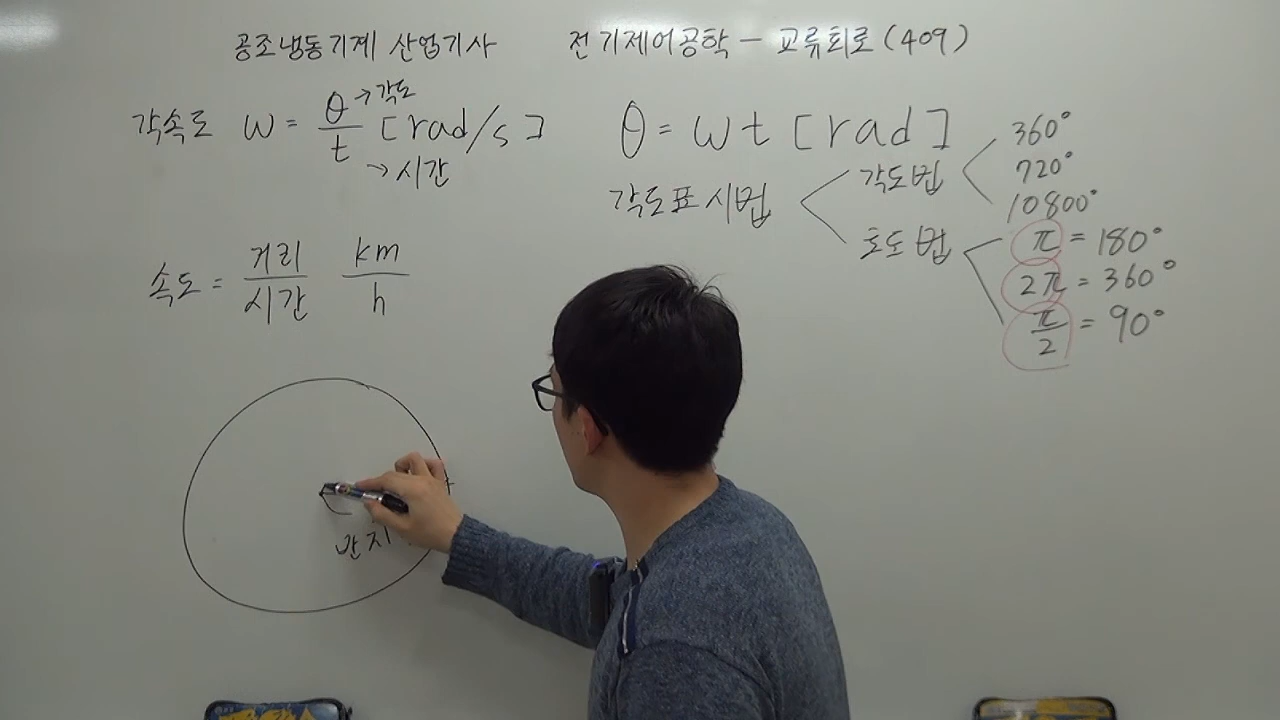 공조냉동기계 산업기사 전기제어공학 - 교류회로(409)
각속도 ω = θ/t [rad/s]
→각도
→시간
θ = ωt [rad]
각도표시법
각도법
360°
720°
10800°
호도법
π = 180°
2π = 360°
π/2 = 90°
속도 = 거리/시간 km/h
반지